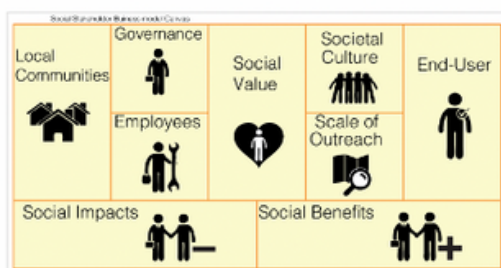 Social Stakeholder Business model Canvas
Local
Communities
Governance
Employees
Social
Value
Societal
Culture
Scale of
Outreach
End-User
Social Impacts
Social Benefits